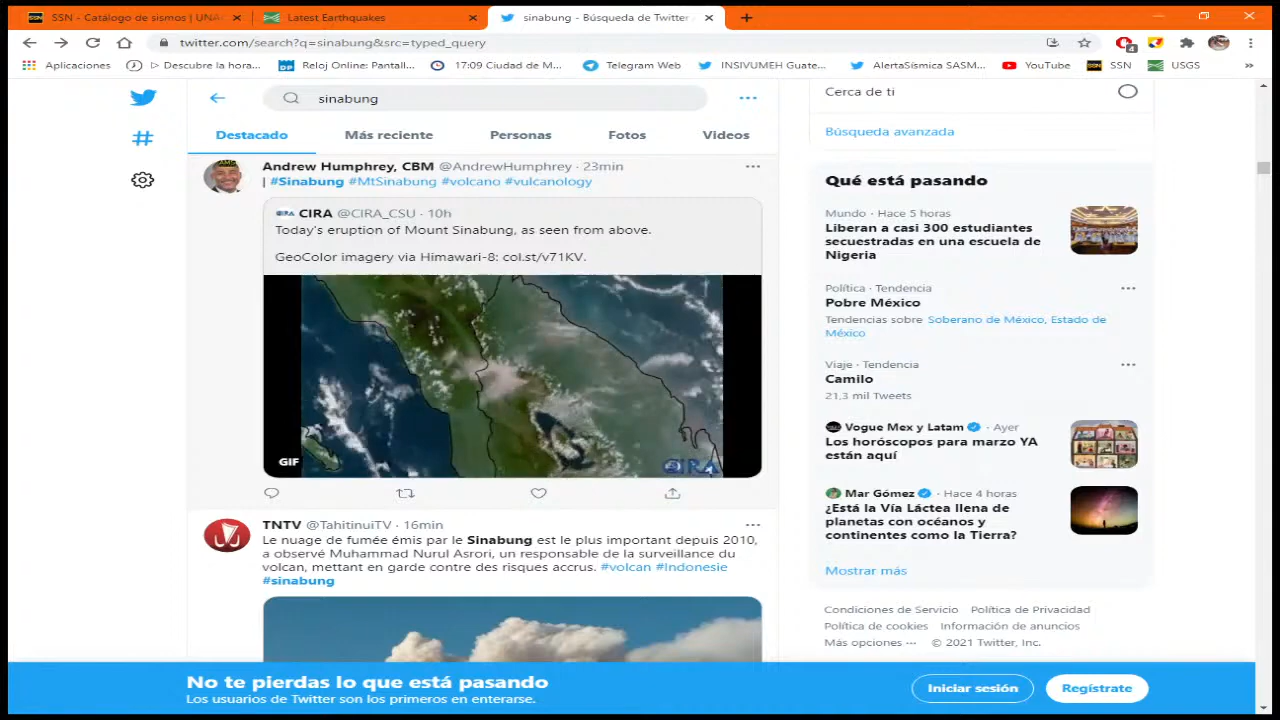 SSN - Catálogo de sismos | UNA
Latest Earthquakes
sinabung - Búsqueda de Twitter
twitter.com/search?q=sinabung&src=typed_query
4
Aplicaciones
▷ Descubre la horo...
Reloj Online: Pantall...
17:09 Ciudad de M...
Telegram Web
INSIVUMEH Guate...
AlertaSísmica SASM...
YouTube
SSN
USGS
»
sinabung
Destacado
Más reciente
Personas
Fotos
Videos
Andrew Humphrey, CBM @AndrewHumphrey · 23min
| #Sinabung #MtSinabung #volcano #vulcanology
CIRA @CIRA_CSU · 10h
Today's eruption of Mount Sinabung, as seen from above.
GeoColor imagery via Himawari-8: col.st/v71KV.
GIF
CIRA
TNTV @TahitinuiTV · 16min
Le nuage de fumée émis par le Sinabung est le plus important depuis 2010,
a observé Muhammad Nurul Asrori, un responsable de la surveillance du
volcan, mettant en garde contre des risques accrus. #volcan #Indonesie
#sinabung
Cerca de ti
Búsqueda avanzada
Qué está pasando
Mundo · Hace 5 horas
Liberan a casi 300 estudiantes
secuestradas en una escuela de
Nigeria
Política · Tendencia
Pobre México
Tendencias sobre Soberano de México, Estado de
México
Viaje · Tendencia
Camilo
21,3 mil Tweets
Vogue Mex y Latam · Ayer
Los horóscopos para marzo YA
están aquí
Mar Gómez · Hace 4 horas
¿Está la Vía Láctea llena de
planetas con océanos y
continentes como la Tierra?
Mostrar más
Condiciones de Servicio Política de Privacidad
Política de cookies Información de anuncios
Más opciones ··· © 2021 Twitter, Inc.
No te pierdas lo que está pasando
Los usuarios de Twitter son los primeros en enterarse.
Iniciar sesión
Regístrate